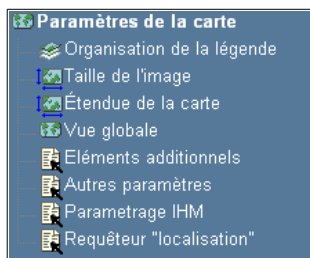 Paramètres de la carte
Organisation de la légende
Taille de l'image
Étendue de la carte
Vue globale
Eléments additionnels
Autres paramètres
Parametrage IHM
Requêteur "localisation"